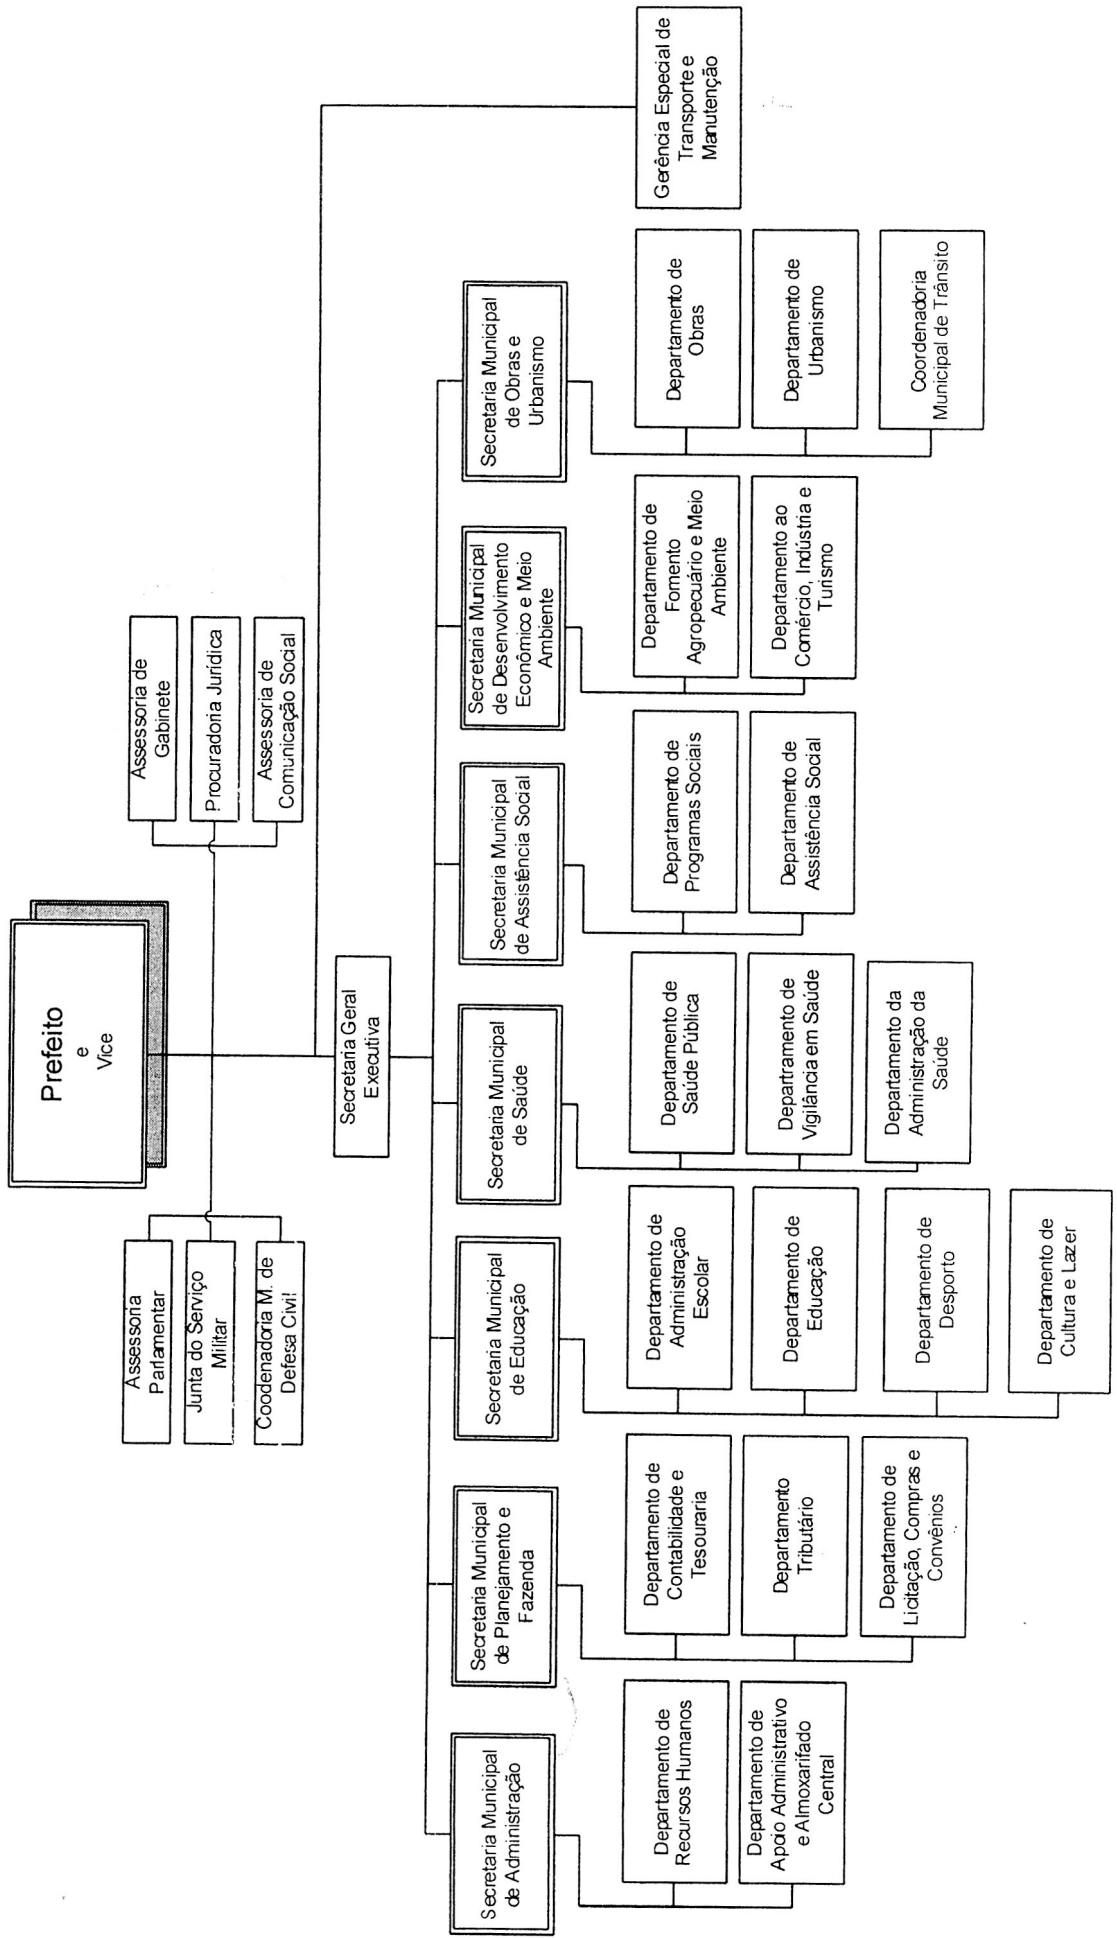 Prefeito
e
Vice
Assessoria
Parlamentar
Junta do Serviço
Militar
Coodenadoria M. de
Defesa Civil
Assessoria de
Gabinete
Procuradoria Jurídica
Assessoria de
Comunicação Social
Secretaria Geral
Executiva
Secretaria Municipal
de Administração
Departamento de
Recursos Humanos
Departamento de
Apoio Administrativo
e Almoxarifado
Central
Secretaria Municipal
de Planejamento e
Fazenda
Departamento de
Contabilidade e
Tesouraria
Departamento
Tributário
Departamento de
Licitação, Compras e
Convênios
Secretaria Municipal
de Educação
Departamento de
Administração
Escolar
Departamento de
Educação
Departamento de
Desporto
Departamento de
Cultura e Lazer
Secretaria Municipal
de Saúde
Departamento de
Saúde Pública
Departramento de
Vigilância em Saúde
Departamento da
Administração da
Saúde
Secretaria Municipal
de Assistência Social
Departamento de
Programas Sociais
Departamento de
Assistência Social
Secretaria Municipal
de Desenvolvimento
Econômico e Meio
Ambiente
Departamento de
Fomento
Agropecuário e Meio
Ambiente
Departamento ao
Comércio, Indústria e
Turismo
Secretaria Municipal
de Obras e
Urbanismo
Departamento de
Obras
Departamento de
Urbanismo
Coordenadoria
Municipal de Trânsito
Gerência Especial de
Transporte e
Manutenção